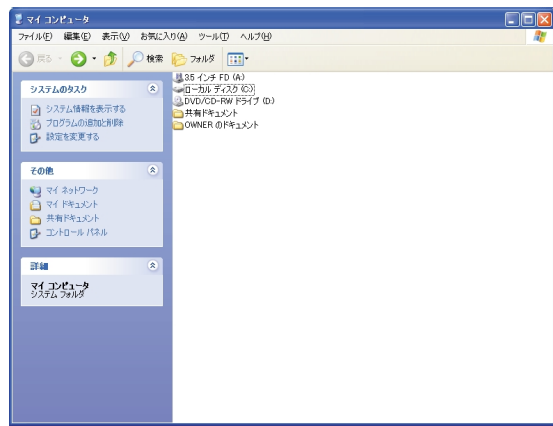 マイ コンピュータ
ファイル(F) 編集(E) 表示(V) お気に入り(A) ツール(T) ヘルプ(H)
戻る 検索 フォルダ
システムのタスク
システム情報を表示する
プログラムの追加と削除
設定を変更する
その他
マイ ネットワーク
マイ ドキュメント
共有ドキュメント
コントロール パネル
詳細
マイ コンピュータ
システム フォルダ
3.5 インチ FD (A:)
ローカル ディスク (C:)
DVD/CD-RW ドライブ (D:)
共有ドキュメント
OWNER のドキュメント